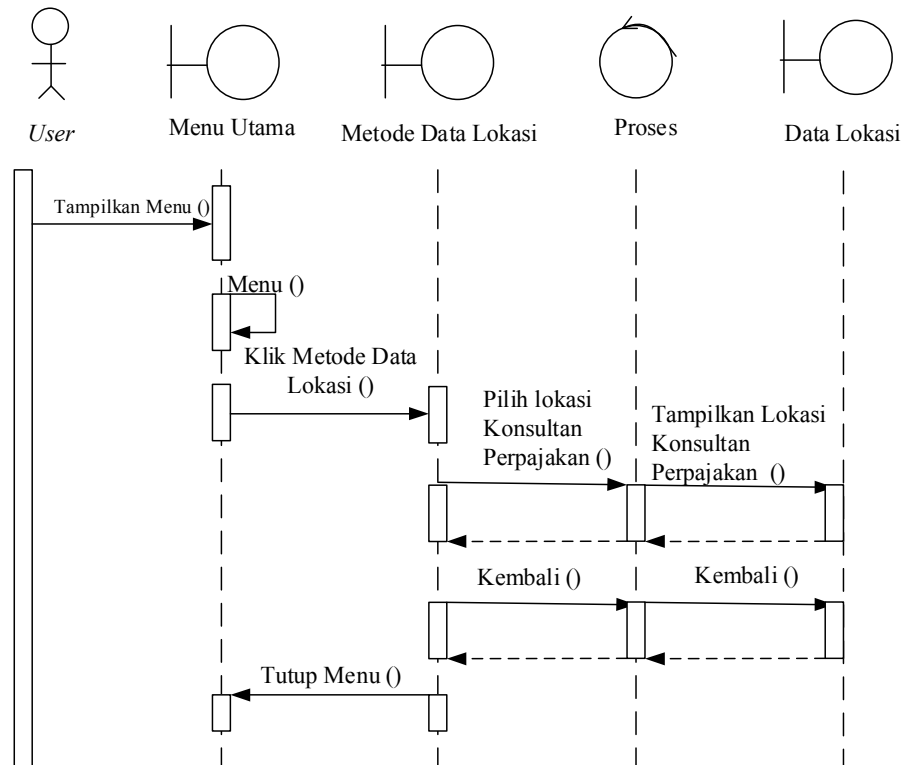 User
Menu Utama
Metode Data Lokasi
Proses
Data Lokasi
Tampilkan Menu ()
Menu ()
Klik Metode Data
Lokasi ()
Pilih lokasi
Konsultan
Perpajakan ()
Tampilkan Lokasi
Konsultan
Perpajakan ()
Kembali ()
Kembali ()
Tutup Menu ()